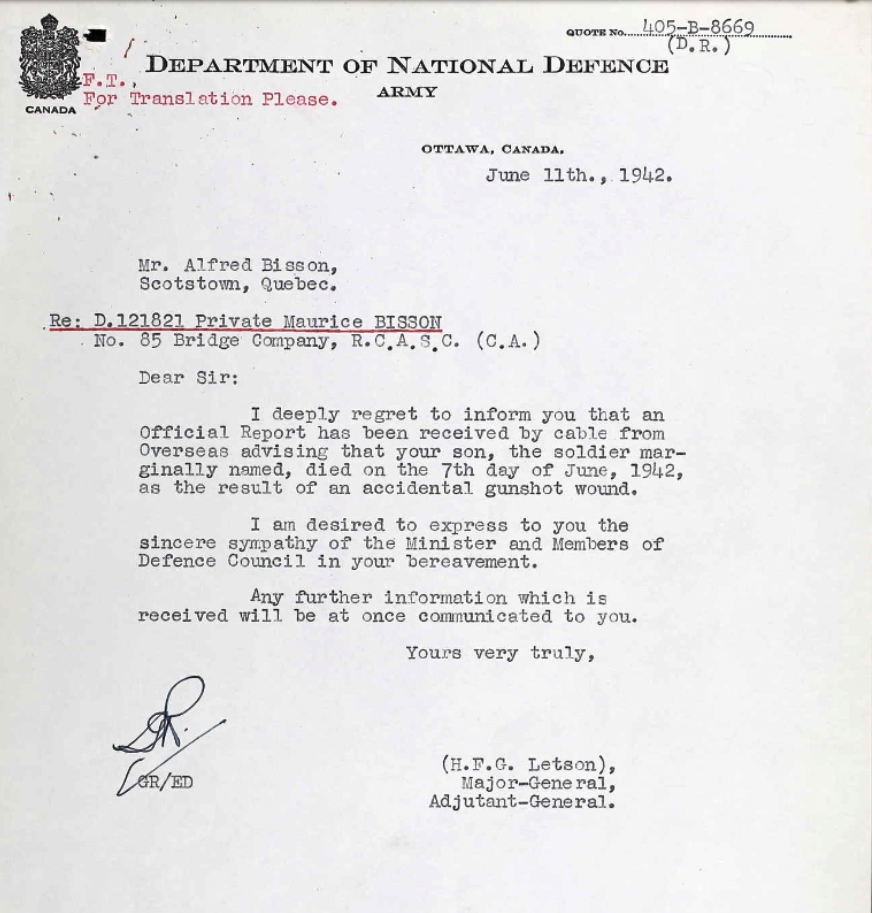 QUOTE NO. 405-B-8669
(D.R.)
DEPARTMENT OF NATIONAL DEFENCE
F.T.,
For Translation Please.
ARMY
CANADA
OTTAWA, CANADA.
June 11th., 1942.
Mr. Alfred Bisson,
Scotstown, Quebec.
Re: D.121821 Private Maurice BISSON
No. 85 Bridge Company, R.C.A.S.C. (C.A.)
Dear Sir:
I deeply regret to inform you that an
Official Report has been received by cable from
Overseas advising that your son, the soldier mar-
ginally named, died on the 7th day of June, 1942,
as the result of an accidental gunshot wound.
I am desired to express to you the
sincere sympathy of the Minister and Members of
Defence Council in your bereavement.
Any further information which is
received will be at once communicated to you.
Yours very truly,
GR/ED
(H.F.G. Letson),
Major-General,
Adjutant-General.